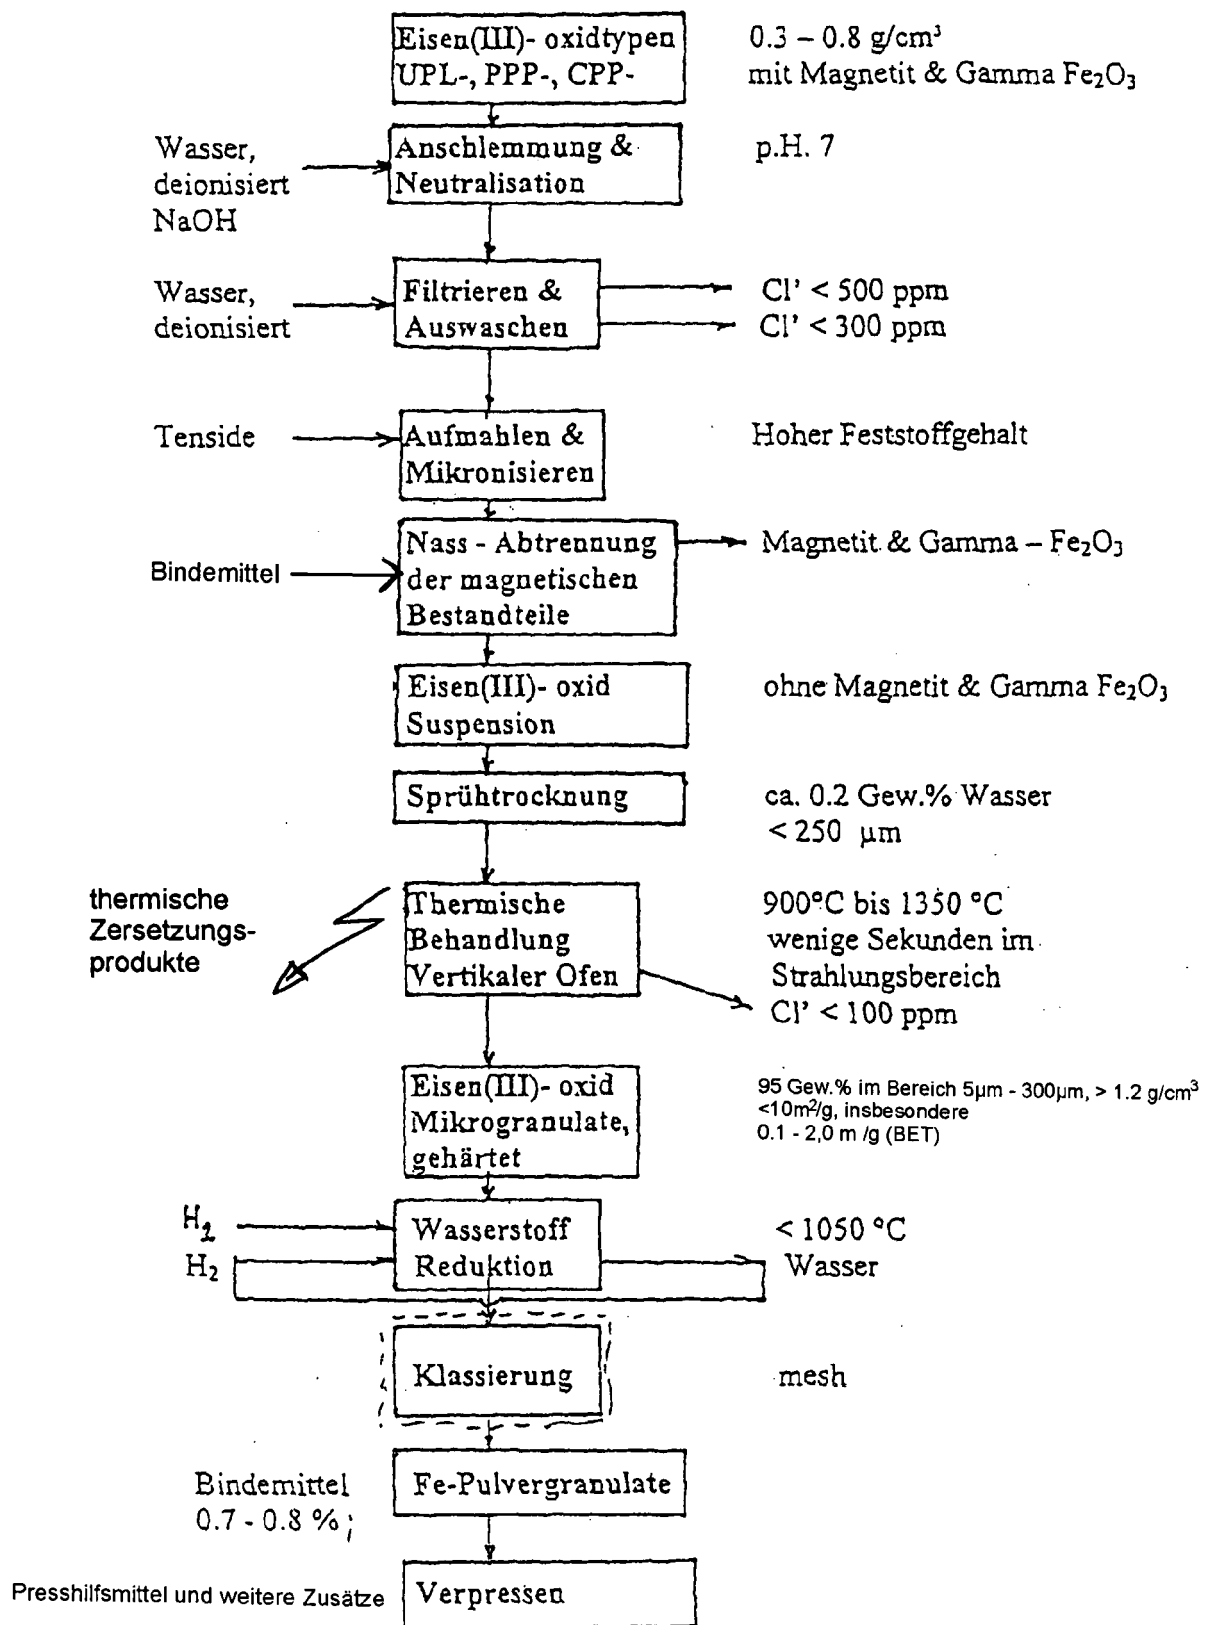 Eisen(III)- oxidtypen
UPL-, PPP-, CPP-
0.3 – 0.8 g/cm³
mit Magnetit & Gamma Fe₂O₃
Wasser,
deionisiert
NaOH
Anschlemmung &
Neutralisation
p.H. 7
Wasser,
deionisiert
Filtrieren &
Auswaschen
Cl' < 500 ppm
Cl' < 300 ppm
Tenside
Aufmahlen &
Mikronisieren
Hoher Feststoffgehalt
Bindemittel
Nass - Abtrennung
der magnetischen
Bestandteile
Magnetit & Gamma – Fe₂O₃
Eisen(III)- oxid
Suspension
ohne Magnetit & Gamma Fe₂O₃
Sprühtrocknung
ca. 0.2 Gew.% Wasser
< 250 µm
thermische
Zersetzungs-
produkte
Thermische
Behandlung
Vertikaler Ofen
900°C bis 1350 °C
wenige Sekunden im
Strahlungsbereich
Cl' < 100 ppm
Eisen(III)- oxid
Mikrogranulate,
gehärtet
95 Gew.% im Bereich 5µm - 300µm, > 1.2 g/cm³
<10m²/g, insbesondere
0.1 - 2,0 m /g (BET)
H₂
H₂
Wasserstoff
Reduktion
< 1050 °C
Wasser
Klassierung
mesh
Bindemittel
0.7 - 0.8 % ;
Fe-Pulvergranulate
Presshilfsmittel und weitere Zusätze
Verpressen